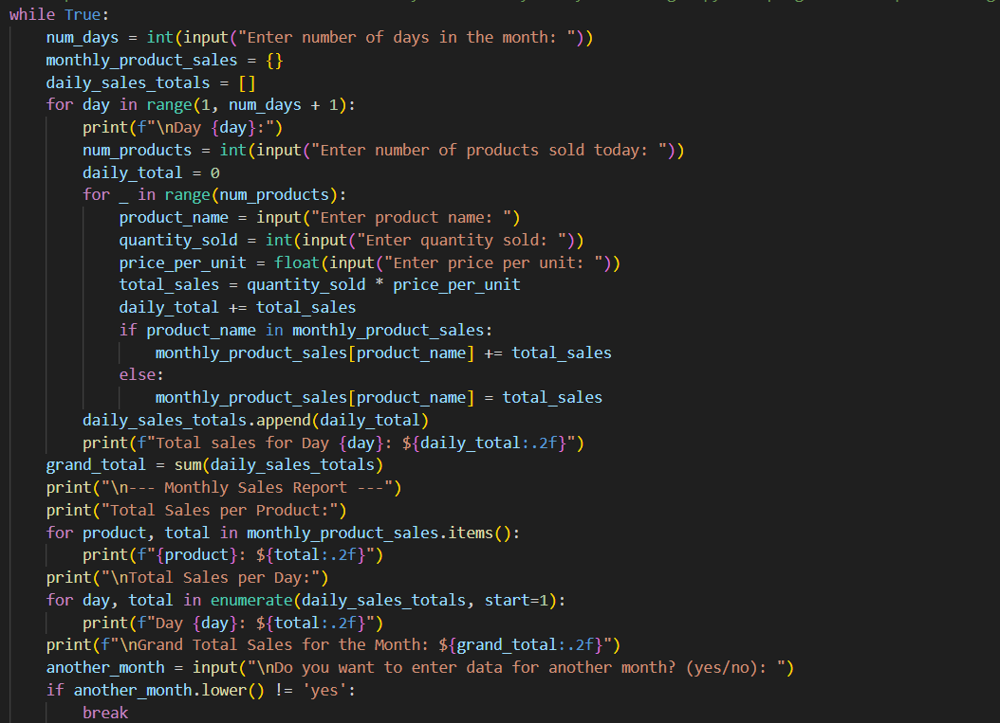 while True:
    num_days = int(input("Enter number of days in the month: "))
    monthly_product_sales = {}
    daily_sales_totals = []
    for day in range(1, num_days + 1):
        print(f"\nDay {day}:")
        num_products = int(input("Enter number of products sold today: "))
        daily_total = 0
        for _ in range(num_products):
            product_name = input("Enter product name: ")
            quantity_sold = int(input("Enter quantity sold: "))
            price_per_unit = float(input("Enter price per unit: "))
            total_sales = quantity_sold * price_per_unit
            daily_total += total_sales
            if product_name in monthly_product_sales:
                monthly_product_sales[product_name] += total_sales
            else:
                monthly_product_sales[product_name] = total_sales
        daily_sales_totals.append(daily_total)
        print(f"Total sales for Day {day}: ${daily_total:.2f}")
    grand_total = sum(daily_sales_totals)
    print("\n--- Monthly Sales Report ---")
    print("Total Sales per Product:")
    for product, total in monthly_product_sales.items():
        print(f"{product}: ${total:.2f}")
    print("\nTotal Sales per Day:")
    for day, total in enumerate(daily_sales_totals, start=1):
        print(f"Day {day}: ${total:.2f}")
    print(f"\nGrand Total Sales for the Month: ${grand_total:.2f}")
    another_month = input("\nDo you want to enter data for another month? (yes/no): ")
    if another_month.lower() != 'yes':
        break